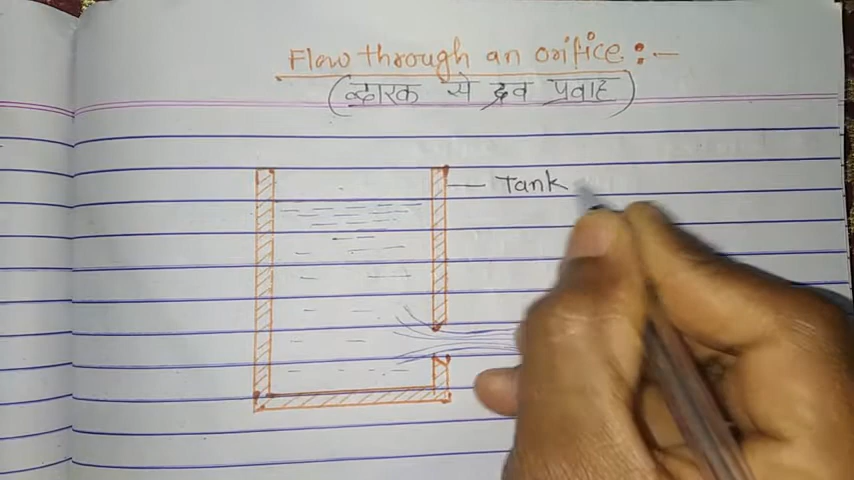 Flow through an orifice :-
(द्वारक से द्रव प्रवाह)
Tank